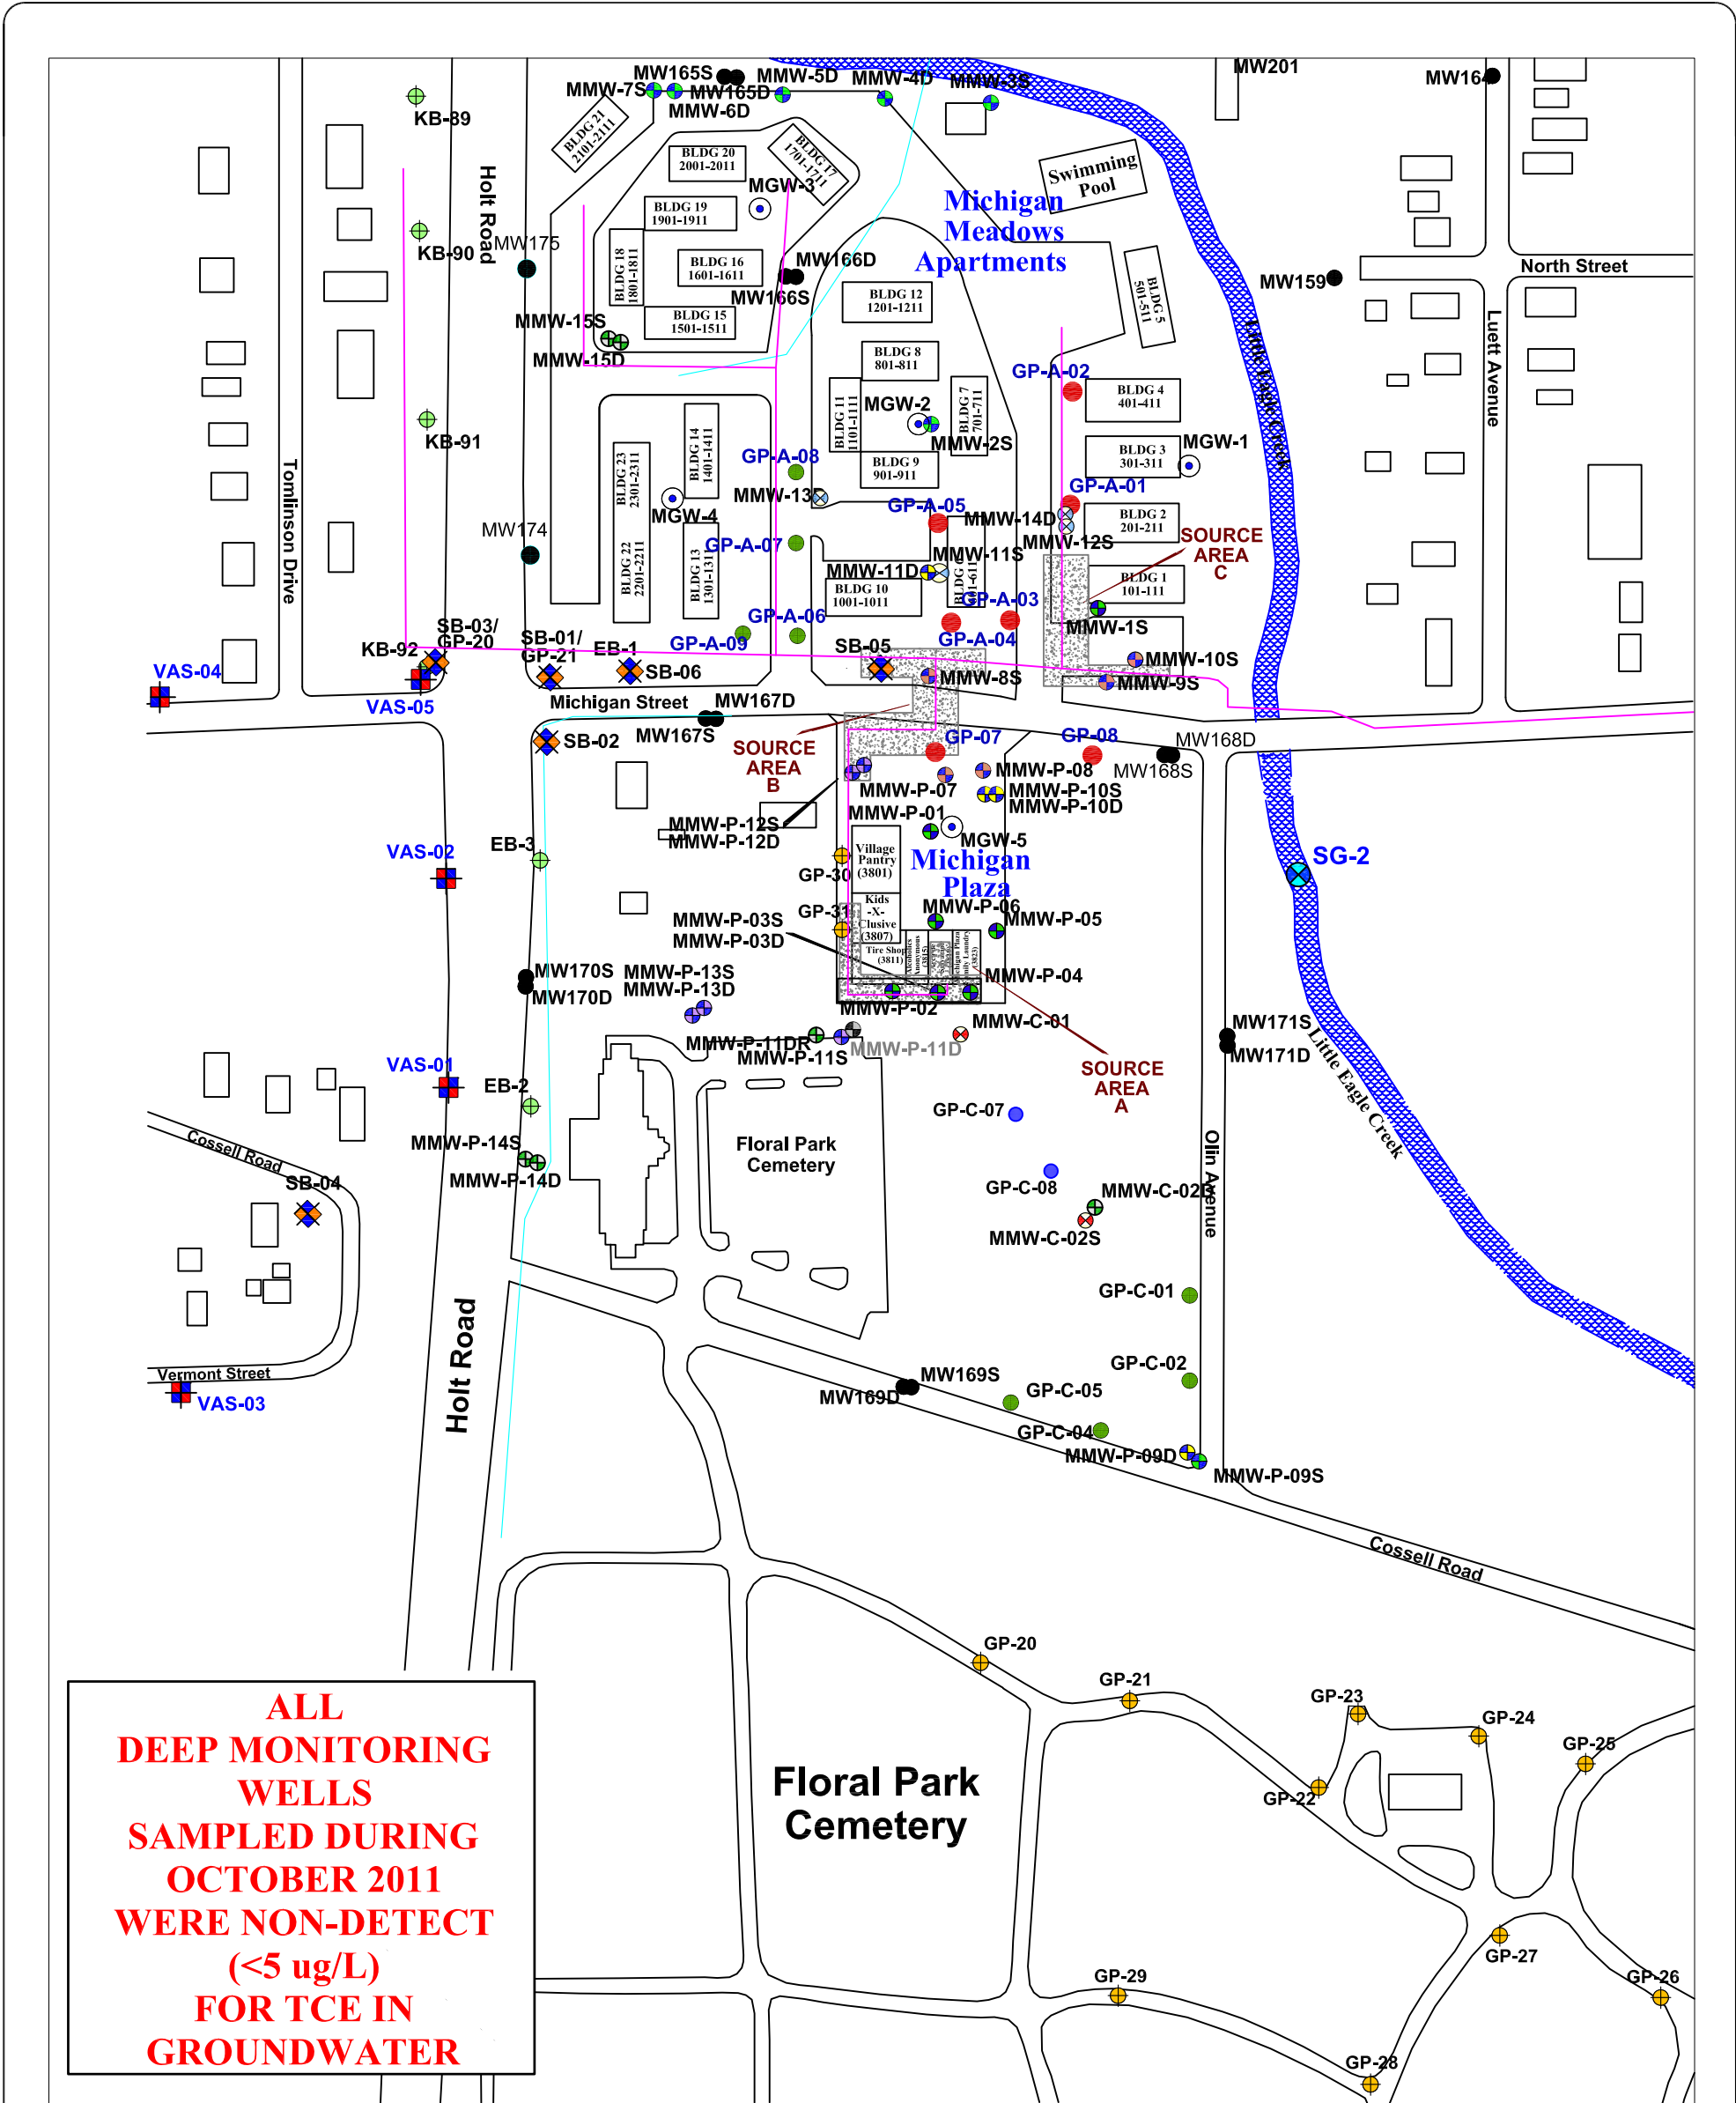 MW201
MW164
MW165S
MMW-5D
MMW-4D
MMW-3S
MMW-7S
MW165D
MMW-6D
KB-89
BLDG 21
2101-2111
BLDG 20
2001-2011
BLDG 17
1701-1711
Swimming
Pool
Holt Road
MGW-3
BLDG 19
1901-1911
Michigan
Meadows
Apartments
KB-90
MW175
BLDG 18
1801-1811
BLDG 16
1601-1611
MW166D
MW166S
BLDG 5
501-511
North Street
MW159
BLDG 12
1201-1211
MMW-15S
BLDG 15
1501-1511
MMW-15D
Little Eagle Creek
Luett Avenue
BLDG 8
801-811
GP-A-02
BLDG 4
401-411
BLDG 11
1101-1111
MGW-2
BLDG 7
701-711
MMW-2S
KB-91
BLDG 14
1401-1411
BLDG 23
2301-2311
GP-A-08
BLDG 9
901-911
BLDG 3
301-311
MGW-1
Tomlinson Drive
MMW-13D
GP-A-01
MGW-4
GP-A-05
MMW-14D
BLDG 2
201-211
MW174
GP-A-07
MMW-12S
SOURCE
AREA
C
BLDG 22
2201-2211
BLDG 13
1301-1311
MMW-11S
MMW-11D
BLDG 10
1001-1011
BLDG 1
101-111
GP-A-03
GP-A-06
MMW-1S
SB-03/
GP-20
SB-01/
GP-21
EB-1
GP-A-09
GP-A-04
KB-92
SB-05
SB-06
VAS-04
MMW-10S
MMW-8S
MMW-9S
VAS-05
Michigan Street
MW167D
MW167S
SB-02
SOURCE
AREA
B
GP-07
GP-08
MW168D
MW168S
MMW-P-08
MMW-P-07
MMW-P-10S
MMW-P-10D
MMW-P-01
MMW-P-12S
MMW-P-12D
EB-3
VAS-02
MGW-5
Village
Pantry
(3801)
Michigan
Plaza
SG-2
GP-30
Kids
-X-
Clusive
(3807)
GP-31
MMW-P-06
MMW-P-05
MMW-P-03S
MMW-P-03D
Tire Shop
(3811)
Alcoholics
Anonymous
(3815)
Michigan Plaza
Family Laundry
(3823)
MW170S
MW170D
MMW-P-13S
MMW-P-13D
MMW-P-04
MMW-P-02
MMW-C-01
MMW-P-11DR
MMW-P-11S
MMW-P-11D
MW171S
MW171D
VAS-01
EB-2
SOURCE
AREA
A
Little Eagle Creek
GP-C-07
Cossell Road
MMW-P-14S
MMW-P-14D
Floral Park
Cemetery
Olin Avenue
SB-04
GP-C-08
MMW-C-02D
MMW-C-02S
GP-C-01
Holt Road
Vermont Street
VAS-03
GP-C-02
MW169S
MW169D
GP-C-05
GP-C-04
MMW-P-09D
MMW-P-09S
Cossell Road
GP-20
GP-21
GP-23
GP-24
GP-25
GP-22
Floral Park
Cemetery
GP-27
GP-29
GP-26
GP-28
ALL
DEEP MONITORING
WELLS
SAMPLED DURING
OCTOBER 2011
WERE NON-DETECT
(<5 ug/L)
FOR TCE IN
GROUNDWATER